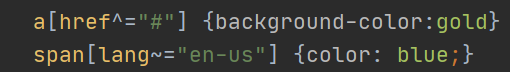 a[href^="#"] {background-color:gold}
span[lang~="en-us"] {color: blue;}